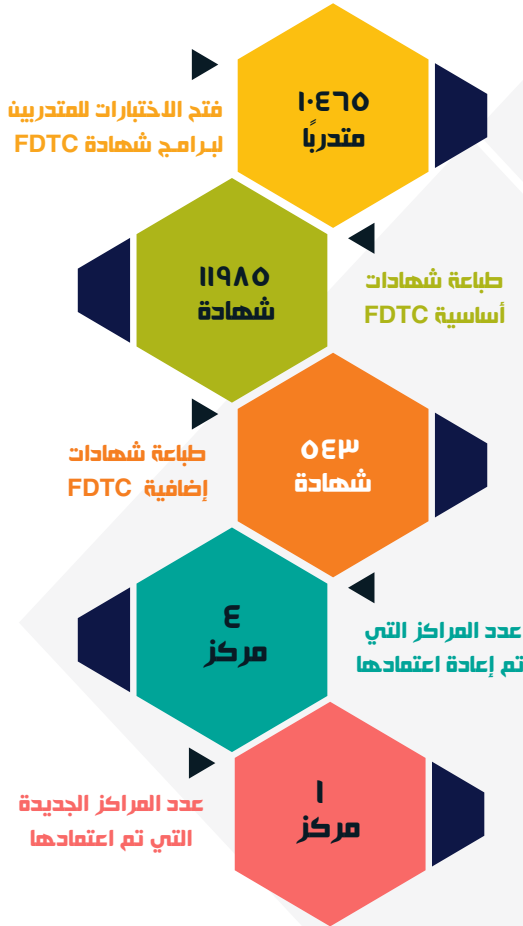 ١٠٤٦٥
متدربًا
فتح الاختبارات للمتدربين
لبرامج شهادة FDTC
١١٩٨٥
شهادة
طباعة شهادات
أساسية FDTC
٥٤٣
شهادة
طباعة شهادات
إضافية FDTC
٤
مركز
عدد المراكز التي
تم إعادة اعتمادها
١
مركز
عدد المراكز الجديدة
التي تم اعتمادها